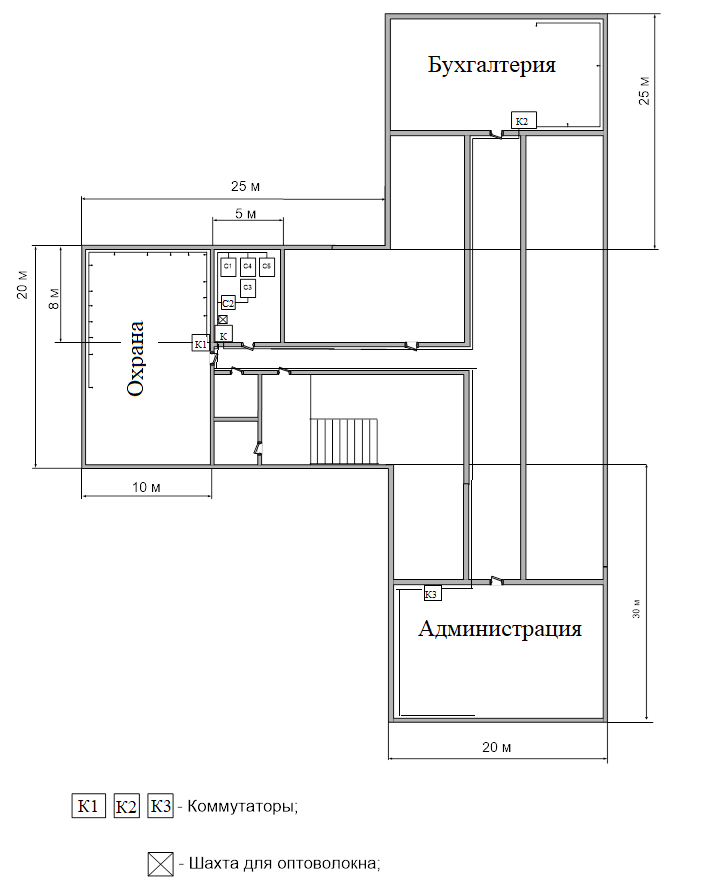 Бухгалтерия
К2
25 м
25 м
5 м
20 м
8 м
С1
С4
С5
С3
С2
К
К1
Охрана
10 м
К3
Администрация
30 м
20 м
К1 К2 К3 - Коммутаторы;
- Шахта для оптоволокна;